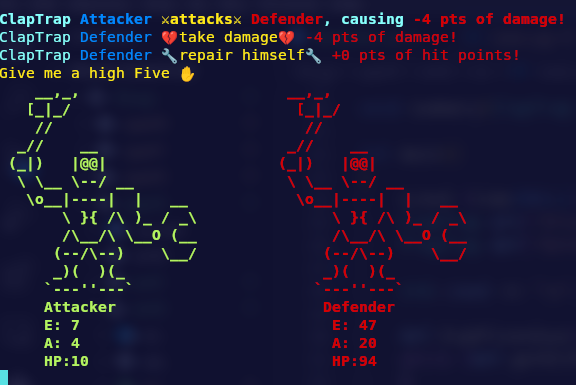 ClapTrap Attacker ⚔attacks⚔ Defender, causing -4 pts of damage!
ClapTrap Defender 💔take damage💔 -4 pts of damage!
ClapTrap Defender 🔧repair himself🔧 +0 pts of hit points!
Give me a high Five ✋
Attacker Defender
E: 7 E: 47
A: 4 A: 20
HP:10 HP:94